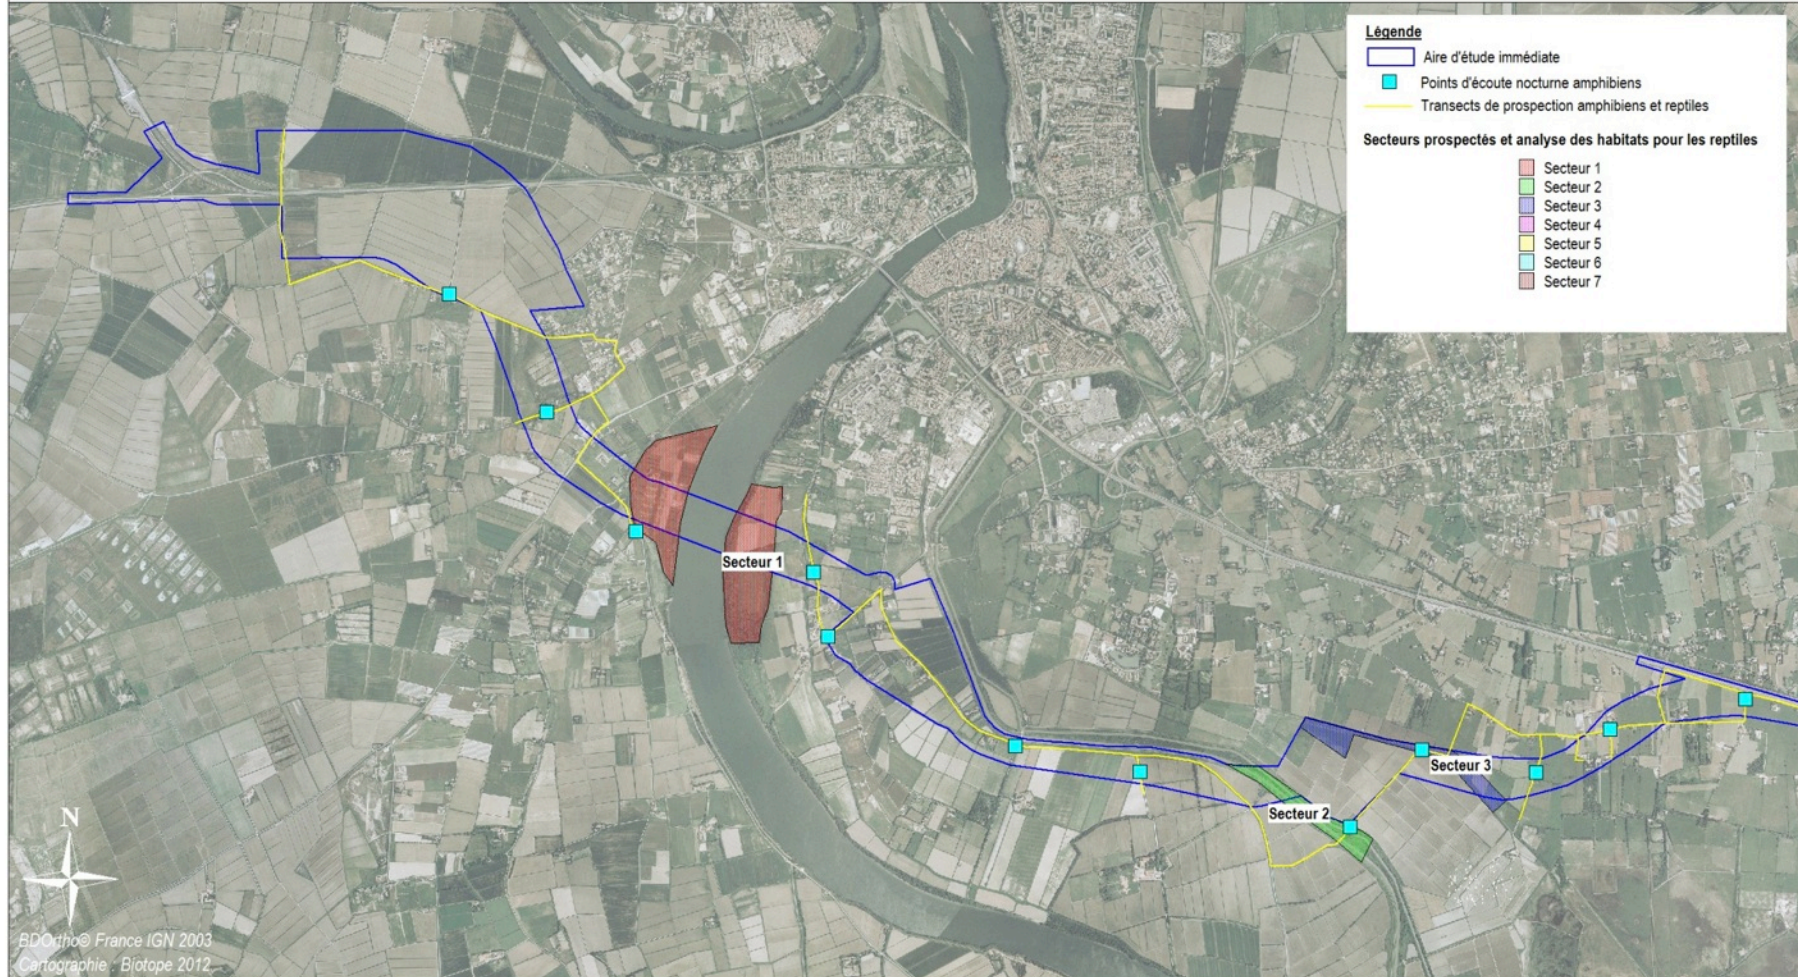 Légende
Aire d'étude immédiate
Points d'écoute nocturne amphibiens
Transects de prospection amphibiens et reptiles
Secteurs prospectés et analyse des habitats pour les reptiles
Secteur 1
Secteur 2
Secteur 3
Secteur 4
Secteur 5
Secteur 6
Secteur 7
Secteur 1
Secteur 3
Secteur 2
N
BDOrtho© France IGN 2003
Cartographie : Biotope 2012